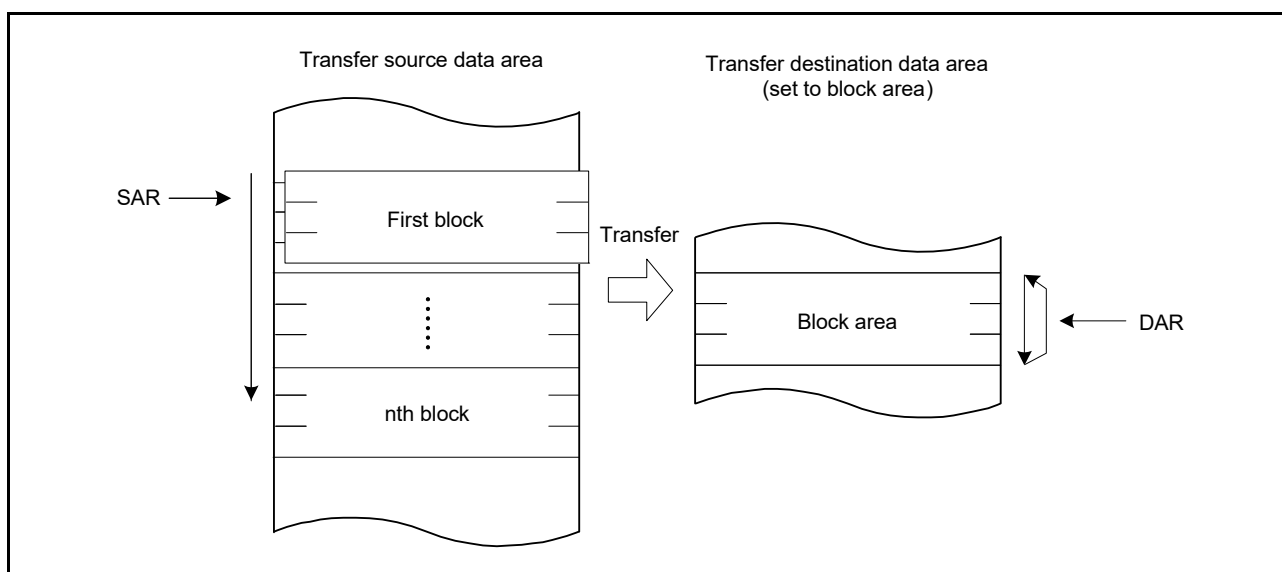 Transfer source data area
Transfer destination data area
(set to block area)
SAR
First block
Transfer
Block area
DAR
nth block